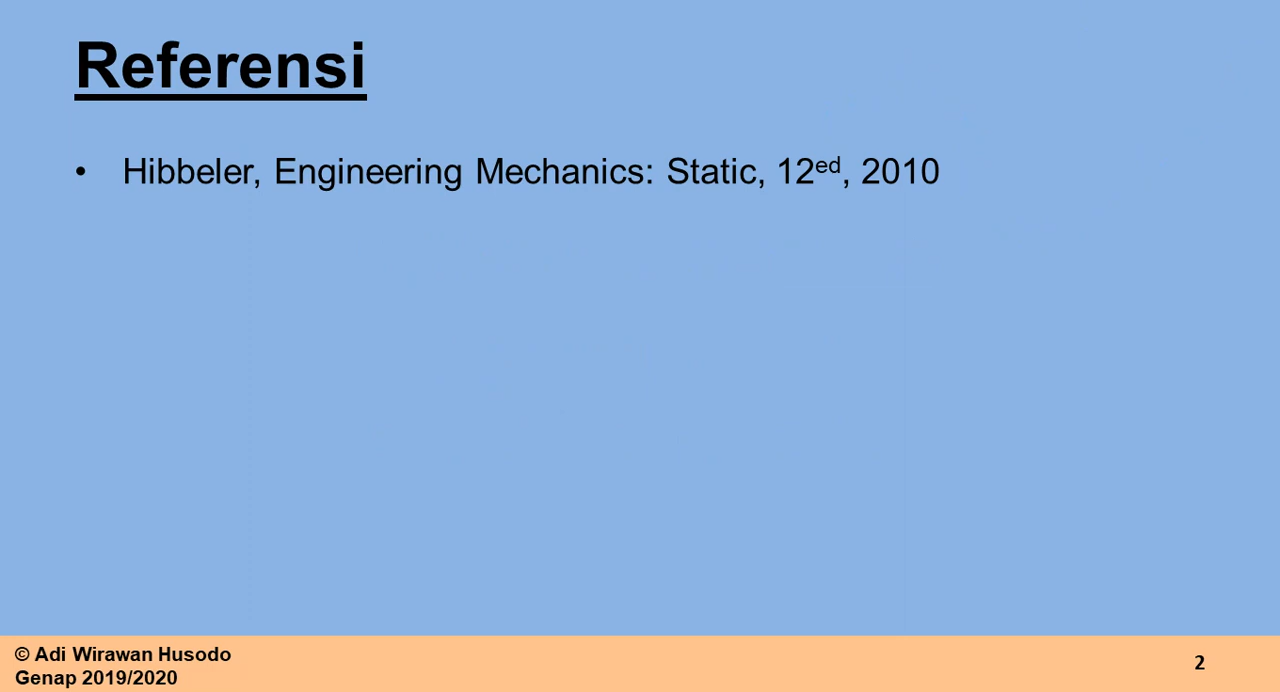 Referensi
• Hibbeler, Engineering Mechanics: Static, 12ed, 2010
© Adi Wirawan Husodo
Genap 2019/2020
2